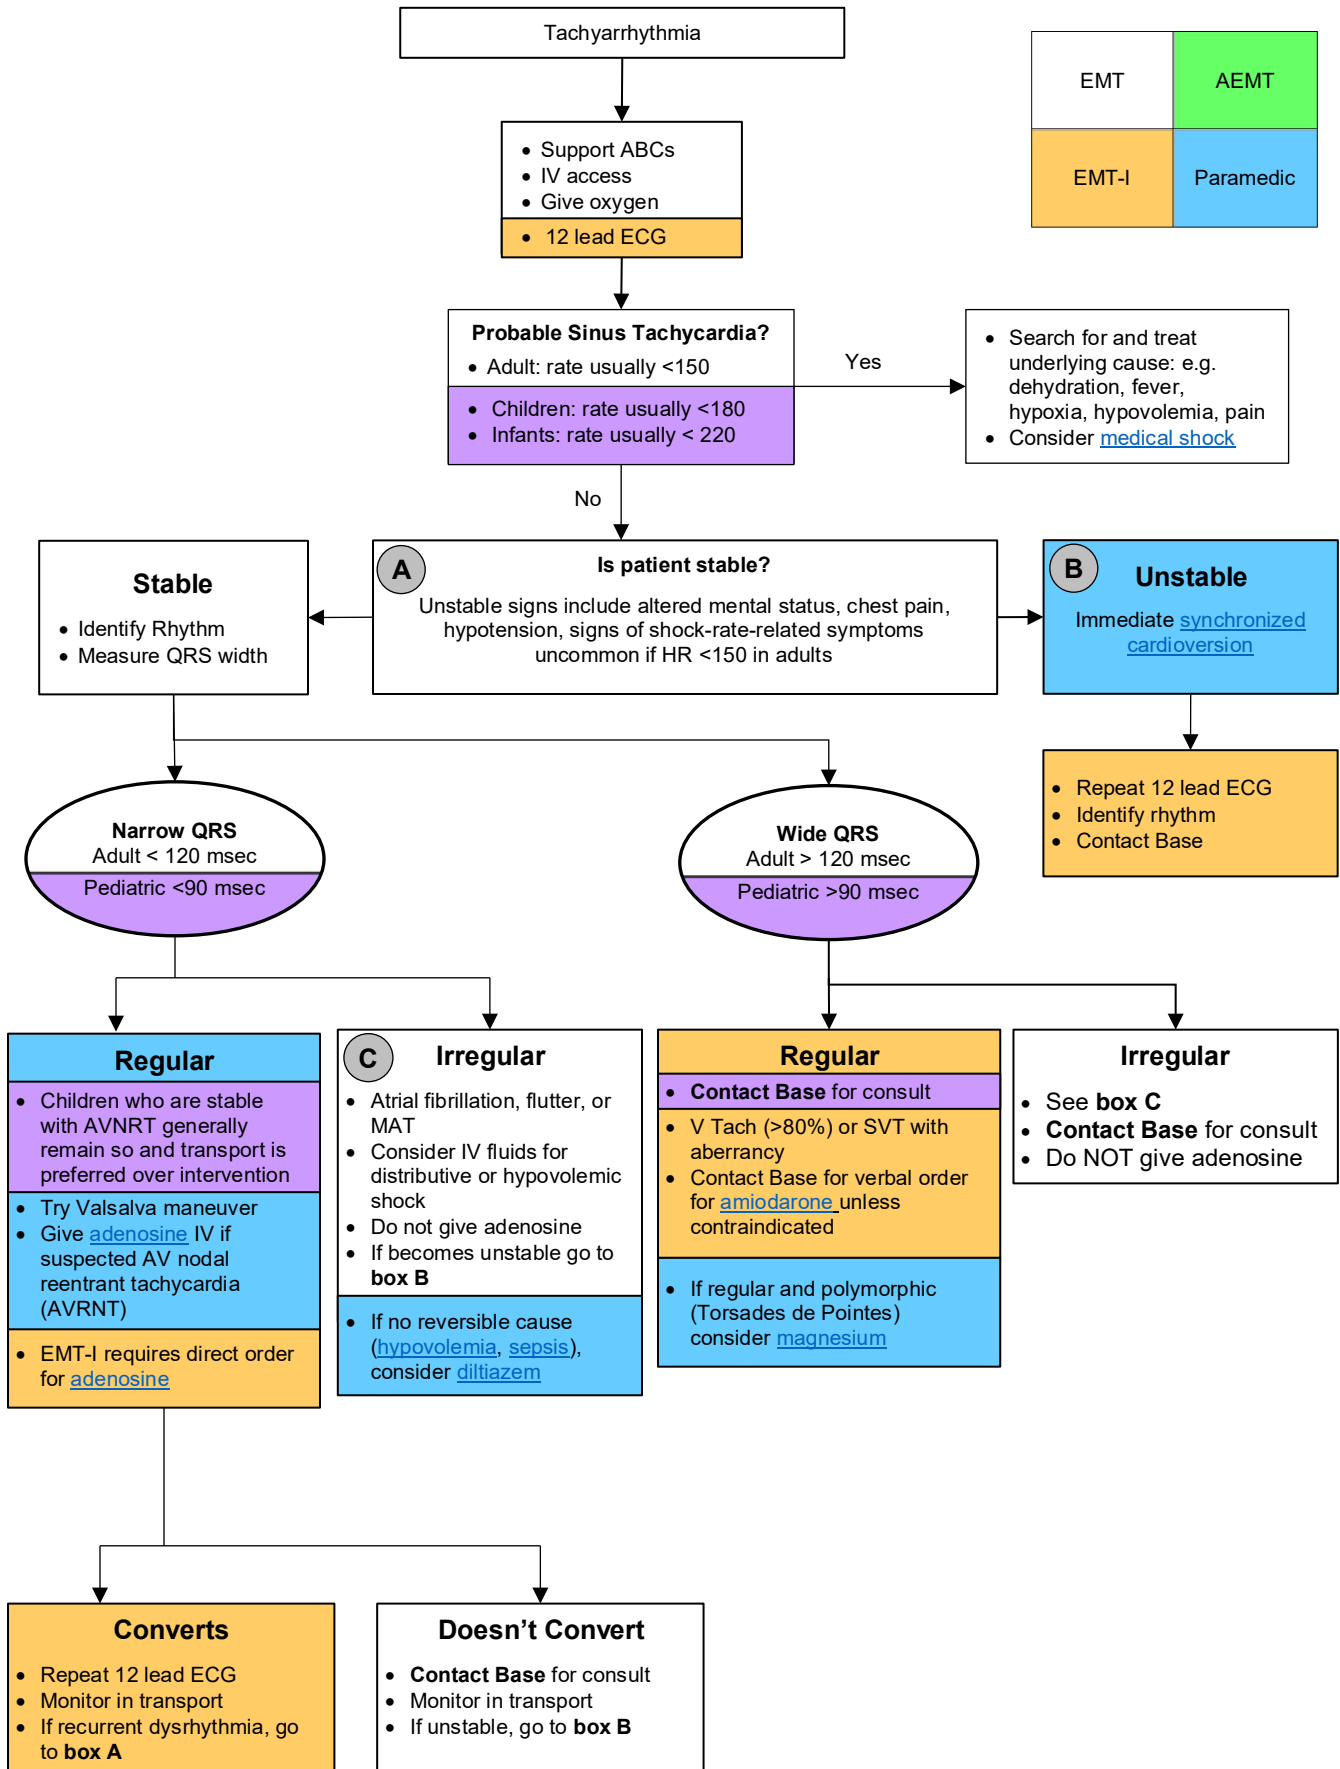 Tachyarrhythmia
EMT
AEMT
EMT-I
Paramedic
• Support ABCs
• IV access
• Give oxygen
• 12 lead ECG
Probable Sinus Tachycardia?
• Adult: rate usually <150
• Children: rate usually <180
• Infants: rate usually < 220
Yes
• Search for and treat
underlying cause: e.g.
dehydration, fever,
hypoxia, hypovolemia, pain
• Consider medical shock
No
Stable
• Identify Rhythm
• Measure QRS width
A
Is patient stable?
Unstable signs include altered mental status, chest pain,
hypotension, signs of shock-rate-related symptoms
uncommon if HR <150 in adults
B
Unstable
Immediate synchronized
cardioversion
• Repeat 12 lead ECG
• Identify rhythm
• Contact Base
Narrow QRS
Adult < 120 msec
Pediatric <90 msec
Wide QRS
Adult > 120 msec
Pediatric >90 msec
Regular
• Children who are stable
with AVNRT generally
remain so and transport is
preferred over intervention
• Try Valsalva maneuver
• Give adenosine IV if
suspected AV nodal
reentrant tachycardia
(AVRNT)
• EMT-I requires direct order
for adenosine
C
Irregular
• Atrial fibrillation, flutter, or
MAT
• Consider IV fluids for
distributive or hypovolemic
shock
• Do not give adenosine
• If becomes unstable go to
box B
• If no reversible cause
(hypovolemia, sepsis),
consider diltiazem
Regular
• Contact Base for consult
• V Tach (>80%) or SVT with
aberrancy
• Contact Base for verbal order
for amiodarone unless
contraindicated
• If regular and polymorphic
(Torsades de Pointes)
consider magnesium
Irregular
• See box C
• Contact Base for consult
• Do NOT give adenosine
Converts
• Repeat 12 lead ECG
• Monitor in transport
• If recurrent dysrhythmia, go
to box A
Doesn’t Convert
• Contact Base for consult
• Monitor in transport
• If unstable, go to box B